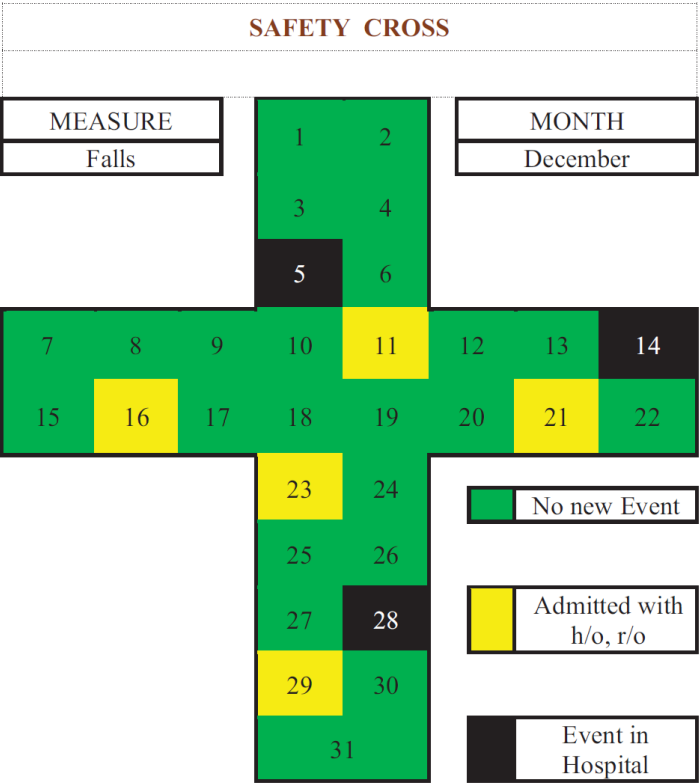 SAFETY CROSS
MEASURE
Falls
MONTH
December
1 2
3 4
5 6
7 8 9 10 11 12 13 14
15 16 17 18 19 20 21 22
23 24
25 26
27 28
29 30
31
No new Event
Admitted with
h/o, r/o
Event in
Hospital